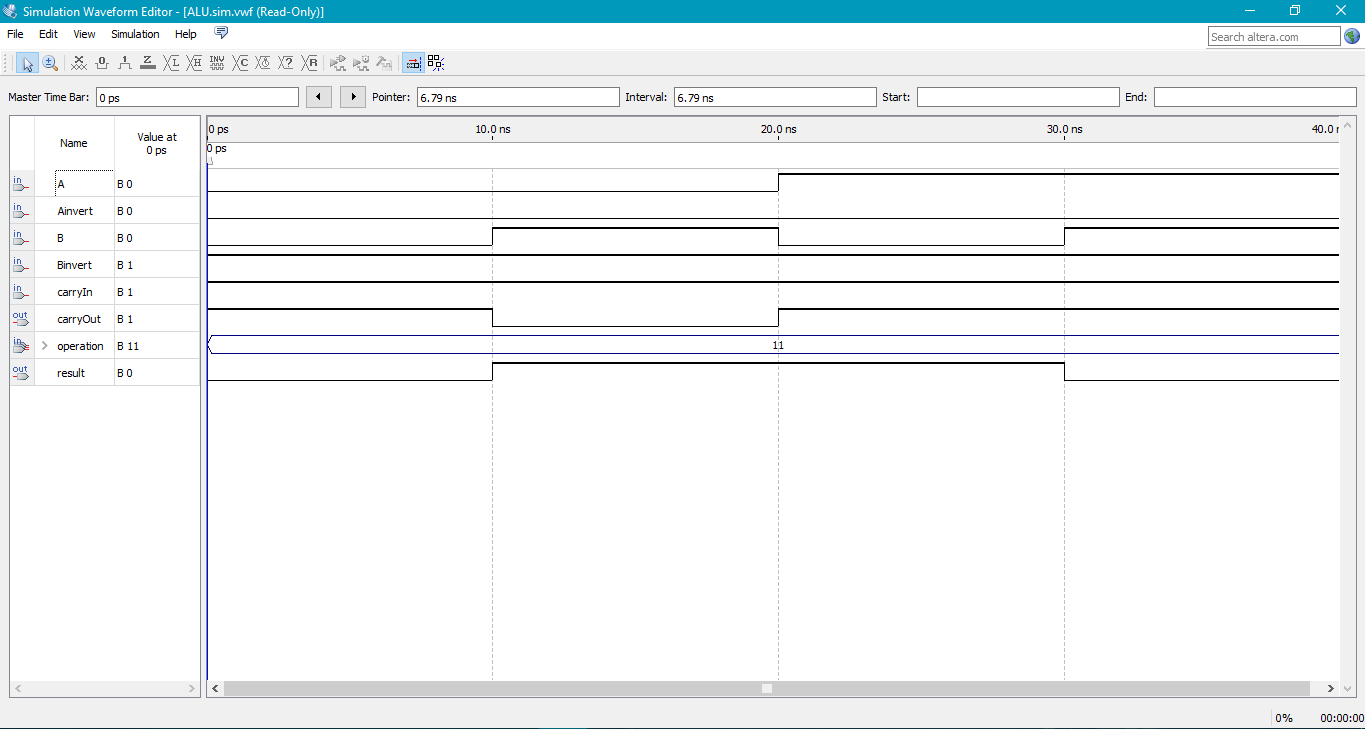 Simulation Waveform Editor - [ALU.sim.vwf (Read-Only)]
File Edit View Simulation Help
Search altera.com
Master Time Bar: 0 ps Pointer: 6.79 ns Interval: 6.79 ns Start: End:
Name Value at 0 ps
0 ps 10.0 ns 20.0 ns 30.0 ns 40.0 n
0 ps
in A B 0
in Ainvert B 0
in B B 0
in Binvert B 1
in carryIn B 1
out carryOut B 1
in operation B 11 11
out result B 0
0% 00:00:00